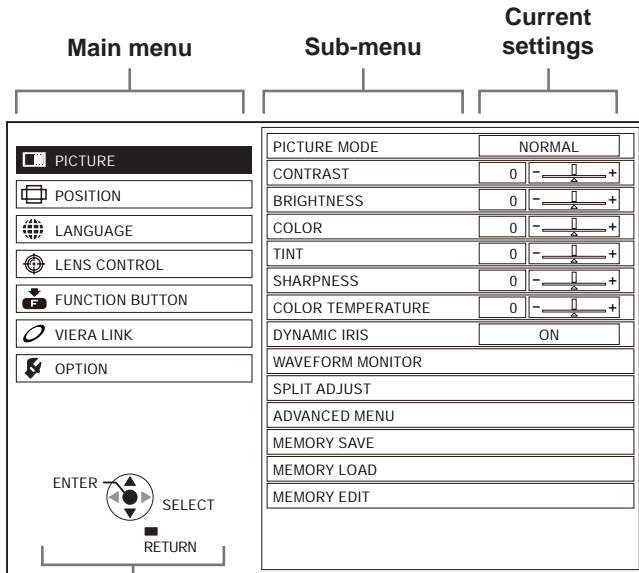 Main menu
Sub-menu
Current
settings
PICTURE
POSITION
LANGUAGE
LENS CONTROL
F FUNCTION BUTTON
VIERA LINK
OPTION
PICTURE MODE NORMAL
CONTRAST 0 - +
BRIGHTNESS 0 - +
COLOR 0 - +
TINT 0 - +
SHARPNESS 0 - +
COLOR TEMPERATURE 0 - +
DYNAMIC IRIS ON
WAVEFORM MONITOR
SPLIT ADJUST
ADVANCED MENU
MEMORY SAVE
MEMORY LOAD
MEMORY EDIT
ENTER
SELECT
RETURN